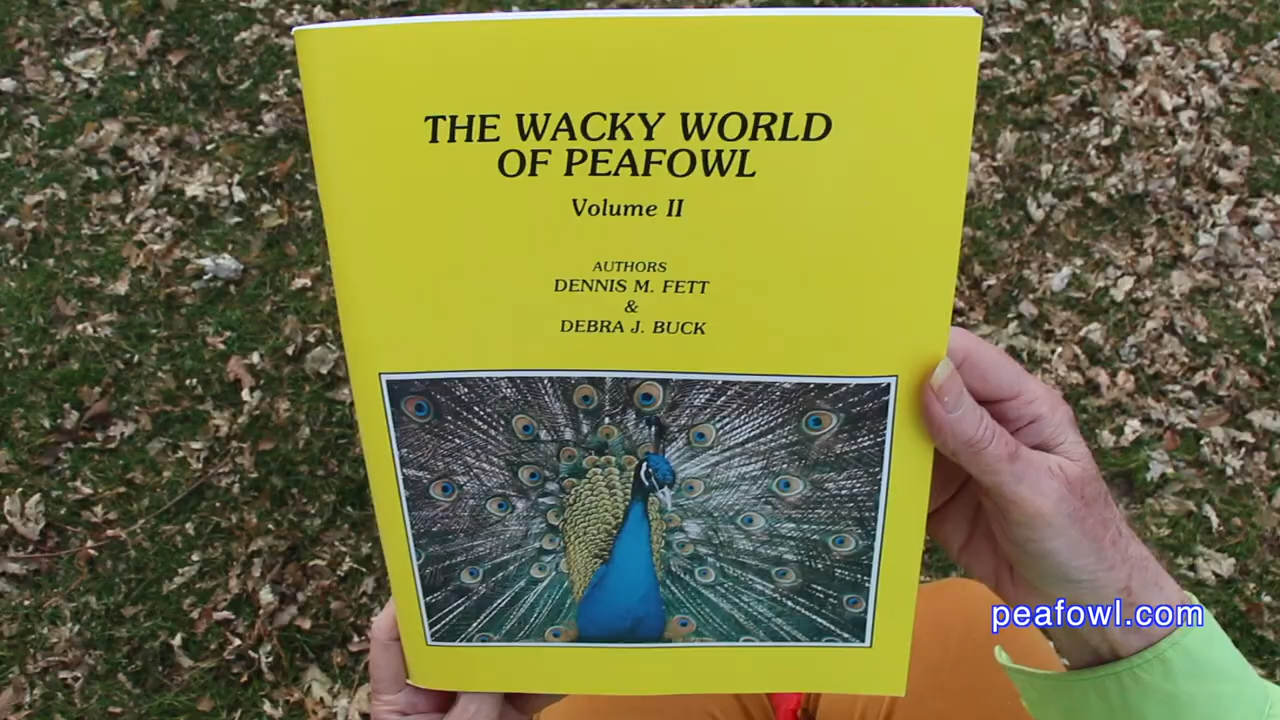 THE WACKY WORLD
OF PEAFOWL
Volume II
AUTHORS
DENNIS M. FETT
&
DEBRA J. BUCK
peafowl.com